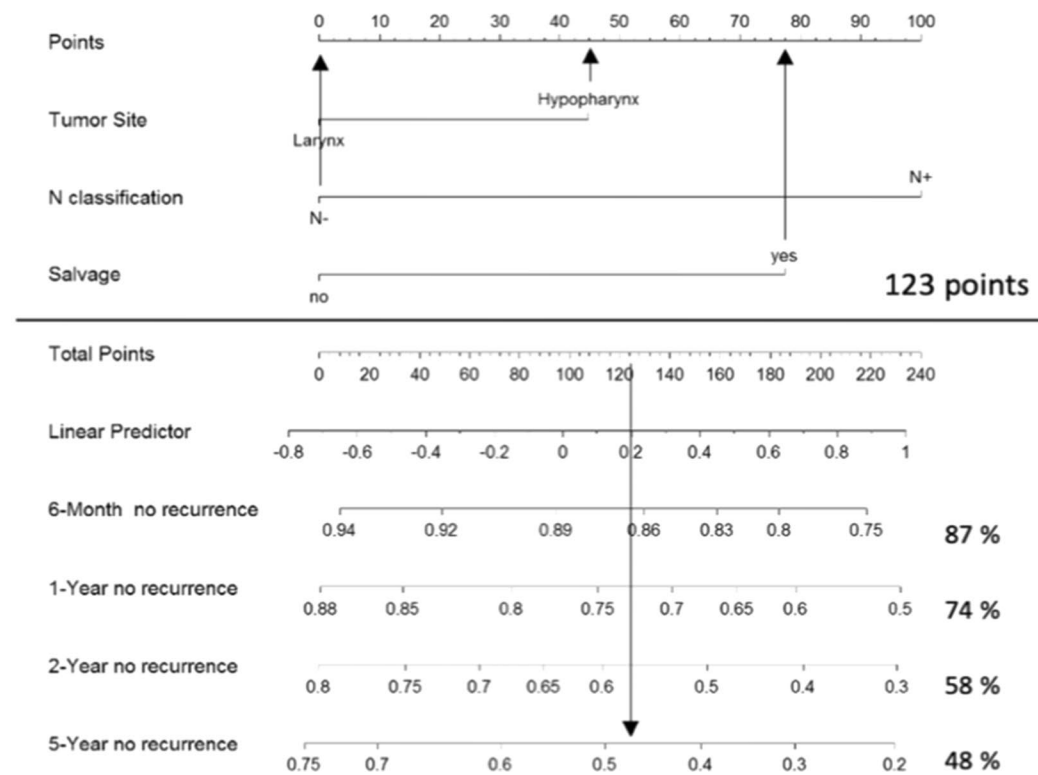 0 10 20 30 40 50 60 70 80 90 100
Points
Hypopharynx
Tumor Site
Larynx
N+
N classification
N-
yes
Salvage
no
123 points
Total Points
0 20 40 60 80 100 120 140 160 180 200 220 240
Linear Predictor
-0.8 -0.6 -0.4 -0.2 0 0.2 0.4 0.6 0.8 1
6-Month no recurrence
0.94 0.92 0.89 0.86 0.83 0.8 0.75
87 %
1-Year no recurrence
0.88 0.85 0.8 0.75 0.7 0.65 0.6 0.5
74 %
2-Year no recurrence
0.8 0.75 0.7 0.65 0.6 0.5 0.4 0.3
58 %
5-Year no recurrence
0.75 0.7 0.6 0.5 0.4 0.3 0.2
48 %